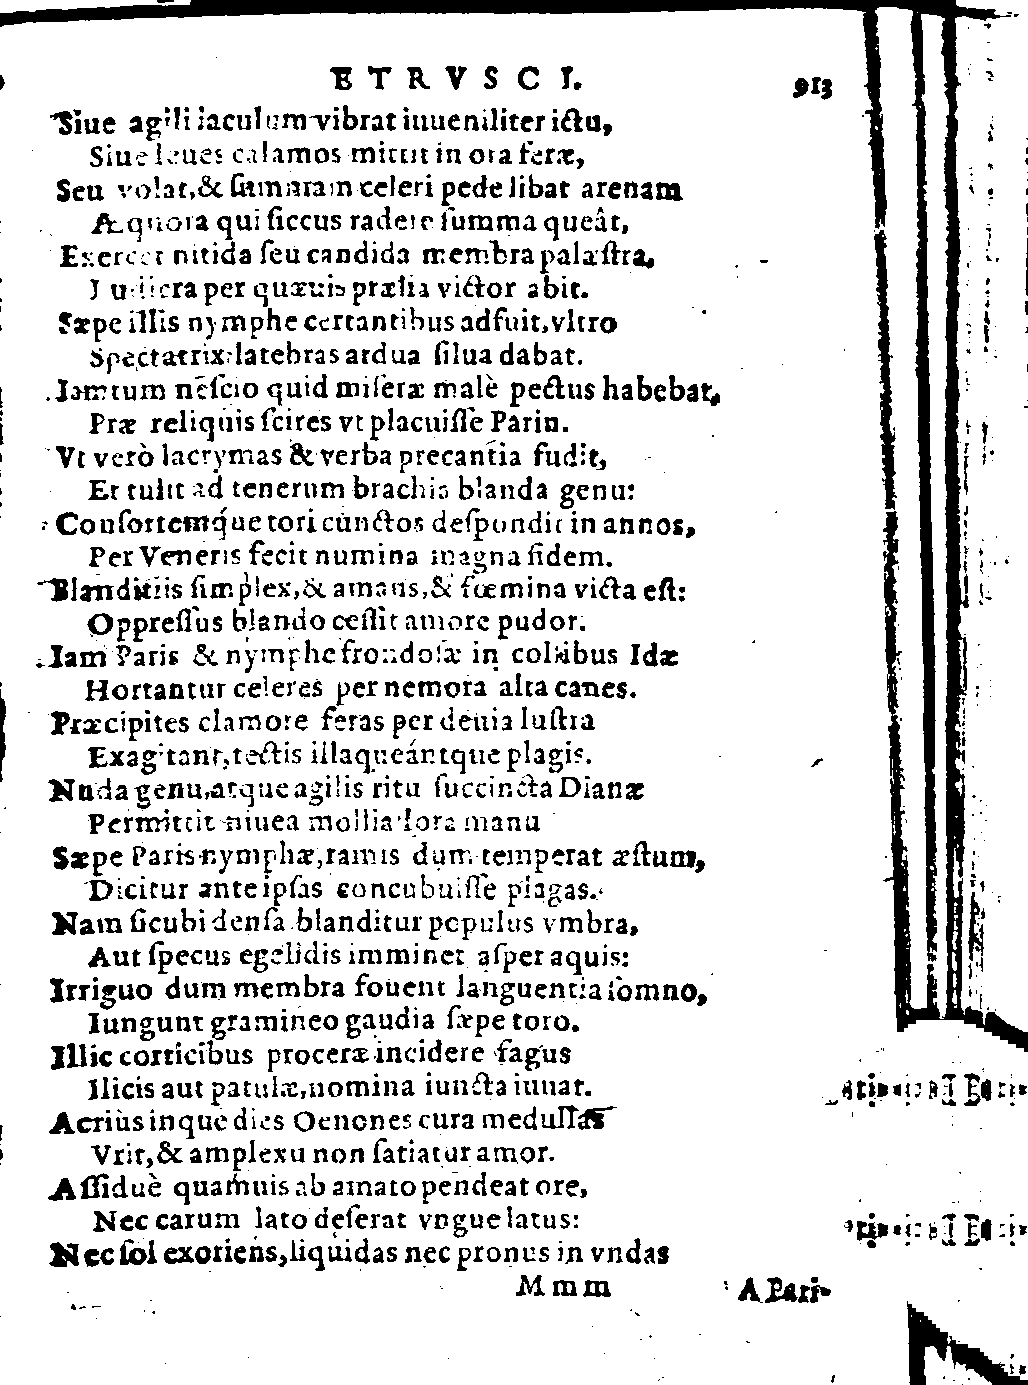 ETRVSCI. 913
Siue agili iaculum vibrat iuueniliter ictu,
Siue leues calamos mittit in ora feræ,
Seu volat, & summam celeri pede libat arenam
Æquora qui siccus radere summa queât,
Exercet nitida seu candida membra palæstra,
Iudicra per quæuis prælia victor abit.
Sæpe illis nymphe certantibus adfuit, vltro
Spectatrix: latebras ardua silua dabat.
Iam tum nescio quid miseræ malè pectus habebat,
Præ reliquis scires vt placuisse Parin.
Vt verò lacrymas & verba precantia fudit,
Et tulit ad tenerum brachia blanda genu:
Consortemq́ue tori cunctos despondit in annos,
Per Veneris fecit numina magna fidem.
Blanditiis simplex, & amans, & fœmina victa est:
Oppressus blando cessit amore pudor.
Iam Paris & nymphe frondosæ in collibus Idæ
Hortantur celeres per nemora alta canes.
Præcipites clamore feras per deuia lustra
Exagitant, tectis illaqueántque plagis.
Nuda genu, atque agilis ritu succincta Dianæ
Permittit niuea mollia lora manu
Sæpe Paris nymphæ, ramis dum temperat æstum,
Dicitur ante ipsas concubuisse plagas.
Nam sicubi densa blanditur populus vmbra,
Aut specus egelidis imminet asper aquis:
Irriguo dum membra fouent languentia somno,
Iungunt gramineo gaudia sæpe toro.
Illic corticibus proceræ incidere fagus
Ilicis aut patulæ, nomina iuncta iuuat.
Acriùs inque dies Oenones cura medullas
Vrit, & amplexu non satiatur amor.
Assiduè quamuis ab amato pendeat ore,
Nec carum lato deserat vngue latus:
Nec sol exoriens, liquidas nec pronus in vndas
Mmm A Pari-